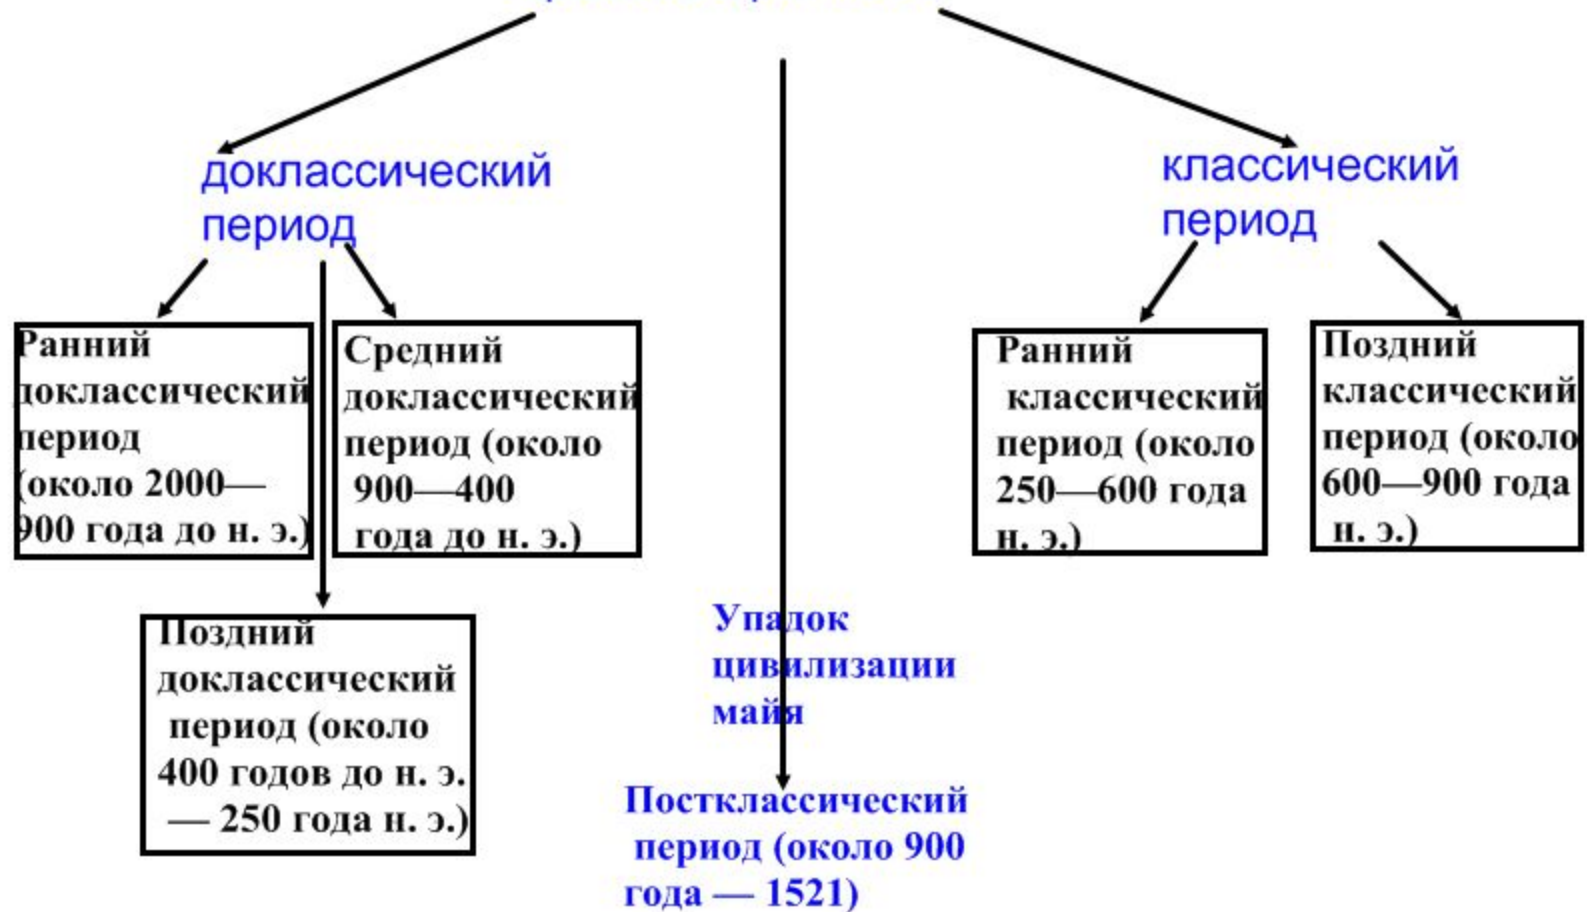 доклассический
период
классический
период
Ранний
доклассический
период
(около 2000—
900 года до н. э.)
Средний
доклассический
период (около
900—400
года до н. э.)
Поздний
доклассический
период (около
400 годов до н. э.
— 250 года н. э.)
Ранний
классический
период (около
250—600 года
н. э.)
Поздний
классический
период (около
600—900 года
н. э.)
Упадок
цивилизации
майя
Постклассический
период (около 900
года — 1521)